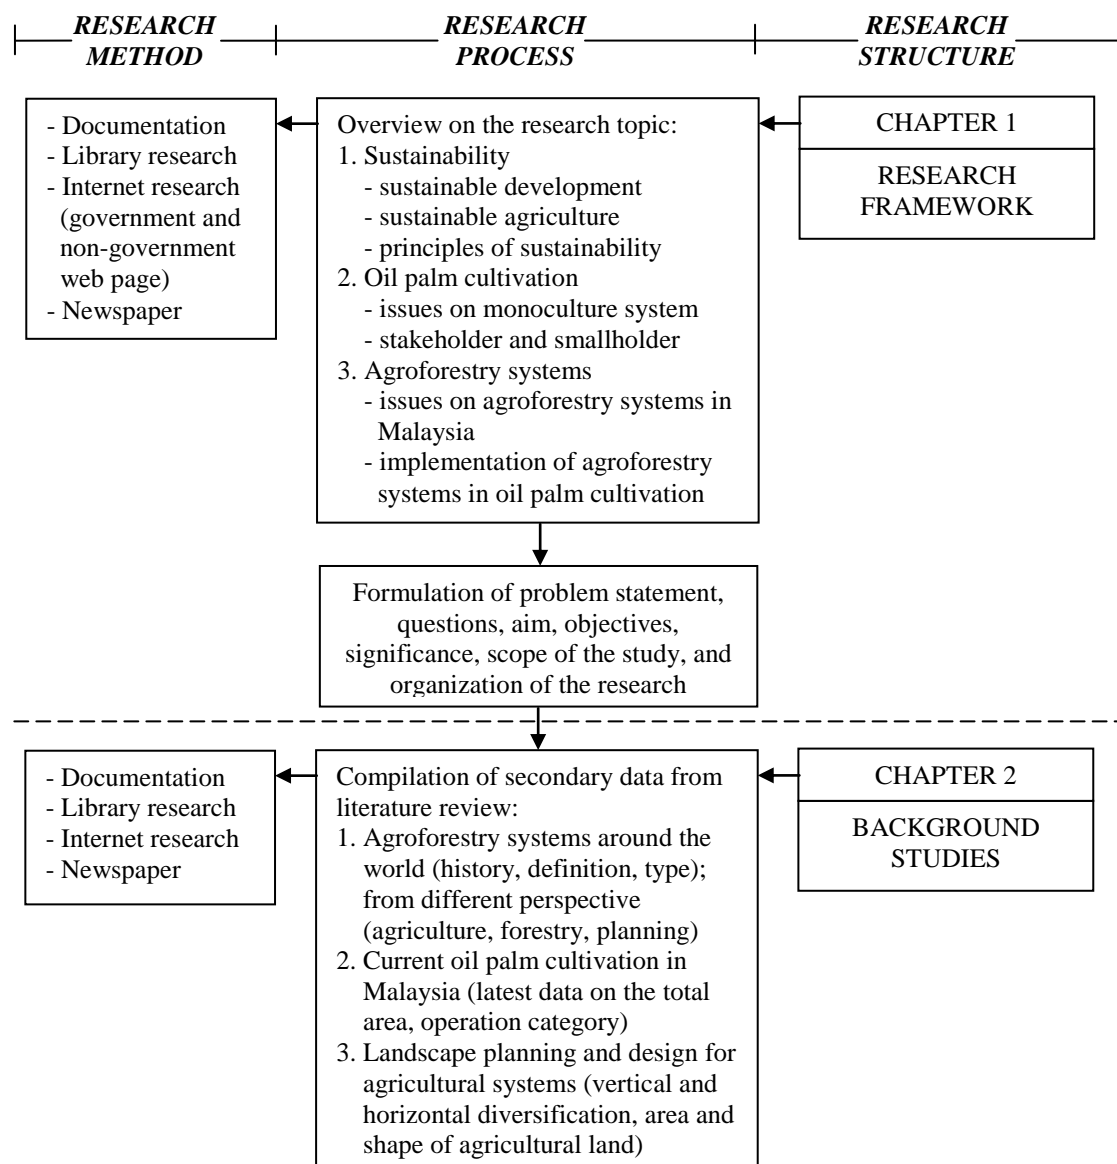 RESEARCH METHOD
RESEARCH PROCESS
RESEARCH STRUCTURE
- Documentation
- Library research
- Internet research
(government and
non-government
web page)
- Newspaper
Overview on the research topic:
1. Sustainability
- sustainable development
- sustainable agriculture
- principles of sustainability
2. Oil palm cultivation
- issues on monoculture system
- stakeholder and smallholder
3. Agroforestry systems
- issues on agroforestry systems in
Malaysia
- implementation of agroforestry
systems in oil palm cultivation
CHAPTER 1
RESEARCH
FRAMEWORK
Formulation of problem statement,
questions, aim, objectives,
significance, scope of the study, and
organization of the research
- Documentation
- Library research
- Internet research
- Newspaper
Compilation of secondary data from
literature review:
1. Agroforestry systems around the
world (history, definition, type);
from different perspective
(agriculture, forestry, planning)
2. Current oil palm cultivation in
Malaysia (latest data on the total
area, operation category)
3. Landscape planning and design for
agricultural systems (vertical and
horizontal diversification, area and
shape of agricultural land)
CHAPTER 2
BACKGROUND
STUDIES